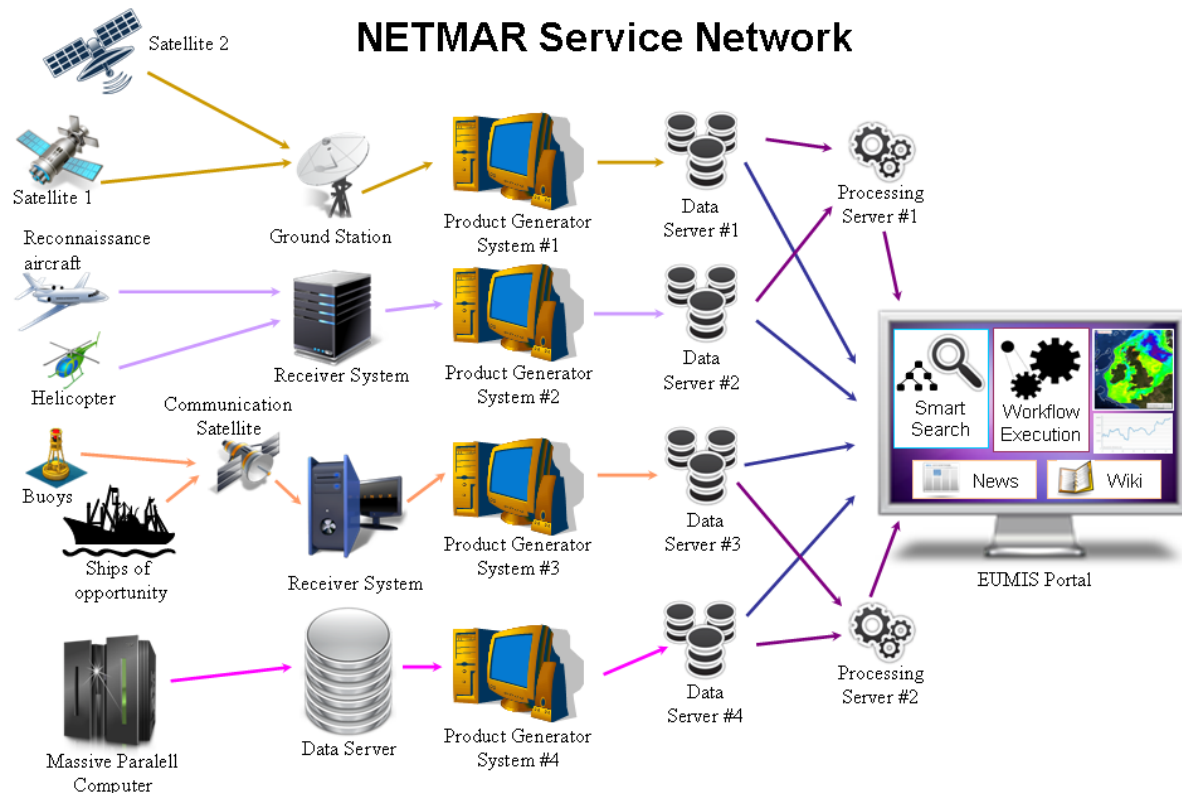 NETMAR Service Network
Satellite 2
Satellite 1
Ground Station
Product Generator
System #1
Data
Server #1
Processing
Server #1
Reconnaissance
aircraft
Helicopter
Receiver System
Product Generator
System #2
Data
Server #2
Communication
Satellite
Buoys
Ships of
opportunity
Receiver System
Product Generator
System #3
Data
Server #3
Smart
Search
Workflow
Execution
News
Wiki
EUMIS Portal
Massive Paralell
Computer
Data Server
Product Generator
System #4
Data
Server #4
Processing
Server #2